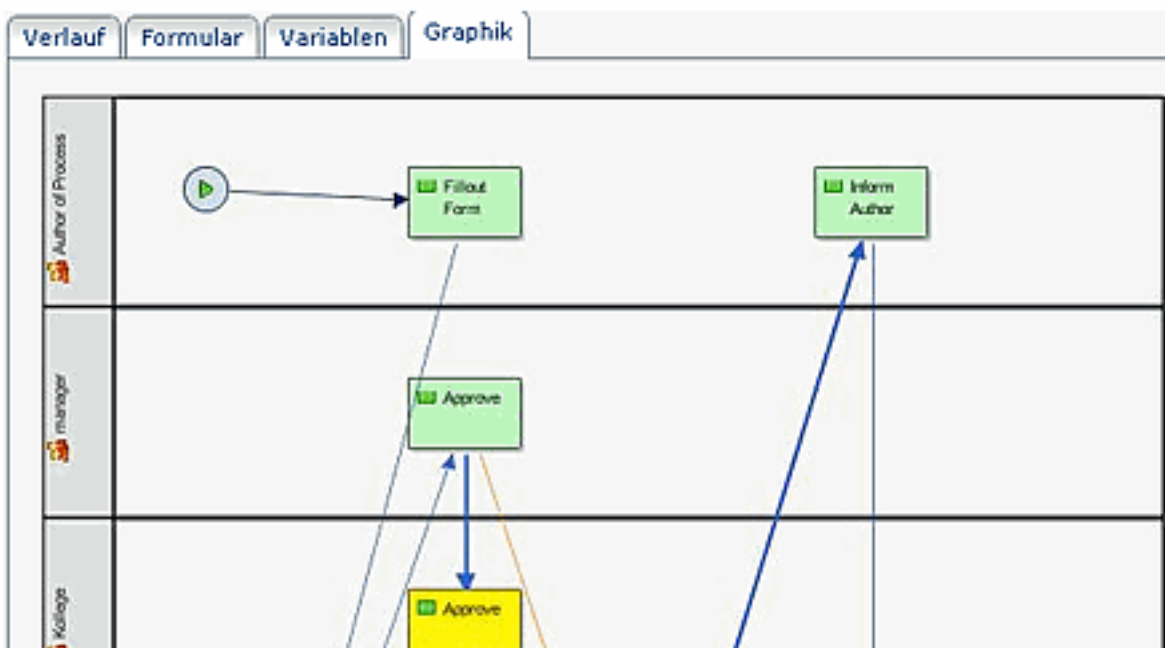 Verlauf Formular Variablen Graphik
Author of Process
Fillout
Form
Inform
Author
manager
Approve
Kollege
Approve